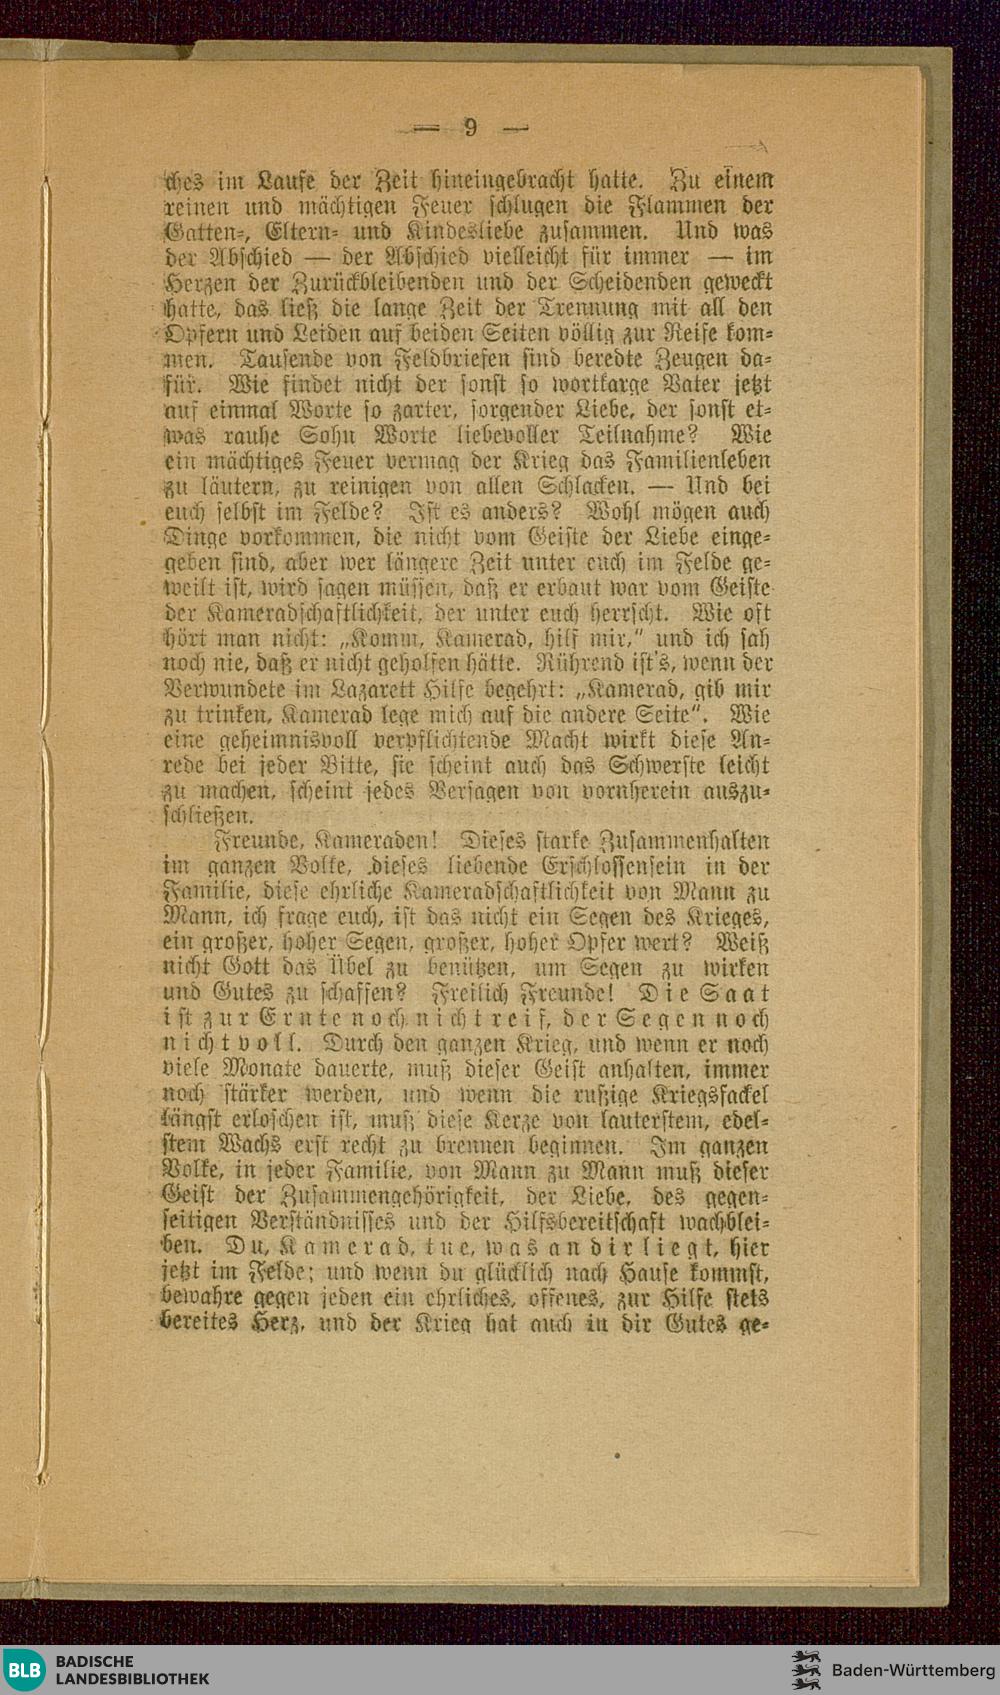 — 9 —
ches im Laufe der Zeit hineingebracht hatte. Zu einem
reinen und mächtigen Feuer schlugen die Flammen der
Gatten-, Eltern- und Kindesliebe zusammen. Und was
der Abschied — der Abschied vielleicht für immer — im
Herzen der Zurückbleibenden und der Scheidenden geweckt
hatte, das ließ die lange Zeit der Trennung mit all den
Opfern und Leiden auf beiden Seiten völlig zur Reife kom-
men. Tausende von Feldbriefen sind beredte Zeugen da-
für. Wie findet nicht der sonst so wortkarge Vater jetzt
auf einmal Worte so zarter, sorgender Liebe, der sonst et-
was rauhe Sohn Worte liebevoller Teilnahme? Wie
ein mächtiges Feuer vermag der Krieg das Familienleben
zu läutern, zu reinigen von allen Schlacken. — Und bei
euch selbst im Felde? Ist es anders? Wohl mögen auch
Dinge vorkommen, die nicht vom Geiste der Liebe einge-
geben sind, aber wer längere Zeit unter euch im Felde ge-
weilt ist, wird sagen müssen, daß er erbaut war vom Geiste
der Kameradschaftlichkeit, der unter euch herrscht. Wie oft
hört man nicht: „Komm, Kamerad, hilf mir,“ und ich sah
noch nie, daß er nicht geholfen hätte. Rührend ist's, wenn der
Verwundete im Lazarett Hilfe begehrt: „Kamerad, gib mir
zu trinken, Kamerad lege mich auf die andere Seite“. Wie
eine geheimnisvoll verpflichtende Macht wirkt diese An-
rede bei jeder Bitte, sie scheint auch das Schwerste leicht
zu machen, scheint jedes Versagen von vornherein auszu-
schließen.
Freunde, Kameraden! Dieses starke Zusammenhalten
im ganzen Volke, dieses liebende Erschlossensein in der
Familie, diese ehrliche Kameradschaftlichkeit von Mann zu
Mann, ich frage euch, ist das nicht ein Segen des Krieges,
ein großer, hoher Segen, großer, hoher Opfer wert? Weiß
nicht Gott das Übel zu benützen, um Segen zu wirken
und Gutes zu schaffen? Freilich Freunde! Die Saat
ist zur Ernte noch nicht reif, der Segen noch
nicht voll. Durch den ganzen Krieg, und wenn er noch
viele Monate dauerte, muß dieser Geist anhalten, immer
noch stärker werden, und wenn die rußige Kriegsfackel
längst erloschen ist, muß diese Kerze von lauterstem, edel-
stem Wachs erst recht zu brennen beginnen. Im ganzen
Volke, in jeder Familie, von Mann zu Mann muß dieser
Geist der Zusammengehörigkeit, der Liebe, des gegen-
seitigen Verständnisses und der Hilfsbereitschaft wachblei-
ben. Du, Kamerad, tue, was an dir liegt, hier
jetzt im Felde; und wenn du glücklich nach Hause kommst,
bewahre gegen jeden ein ehrliches, offenes, zur Hilfe stets
bereites Herz, und der Krieg hat auch in dir Gutes ge-
BLB BADISCHE
LANDESBIBLIOTHEK
Baden-Württemberg